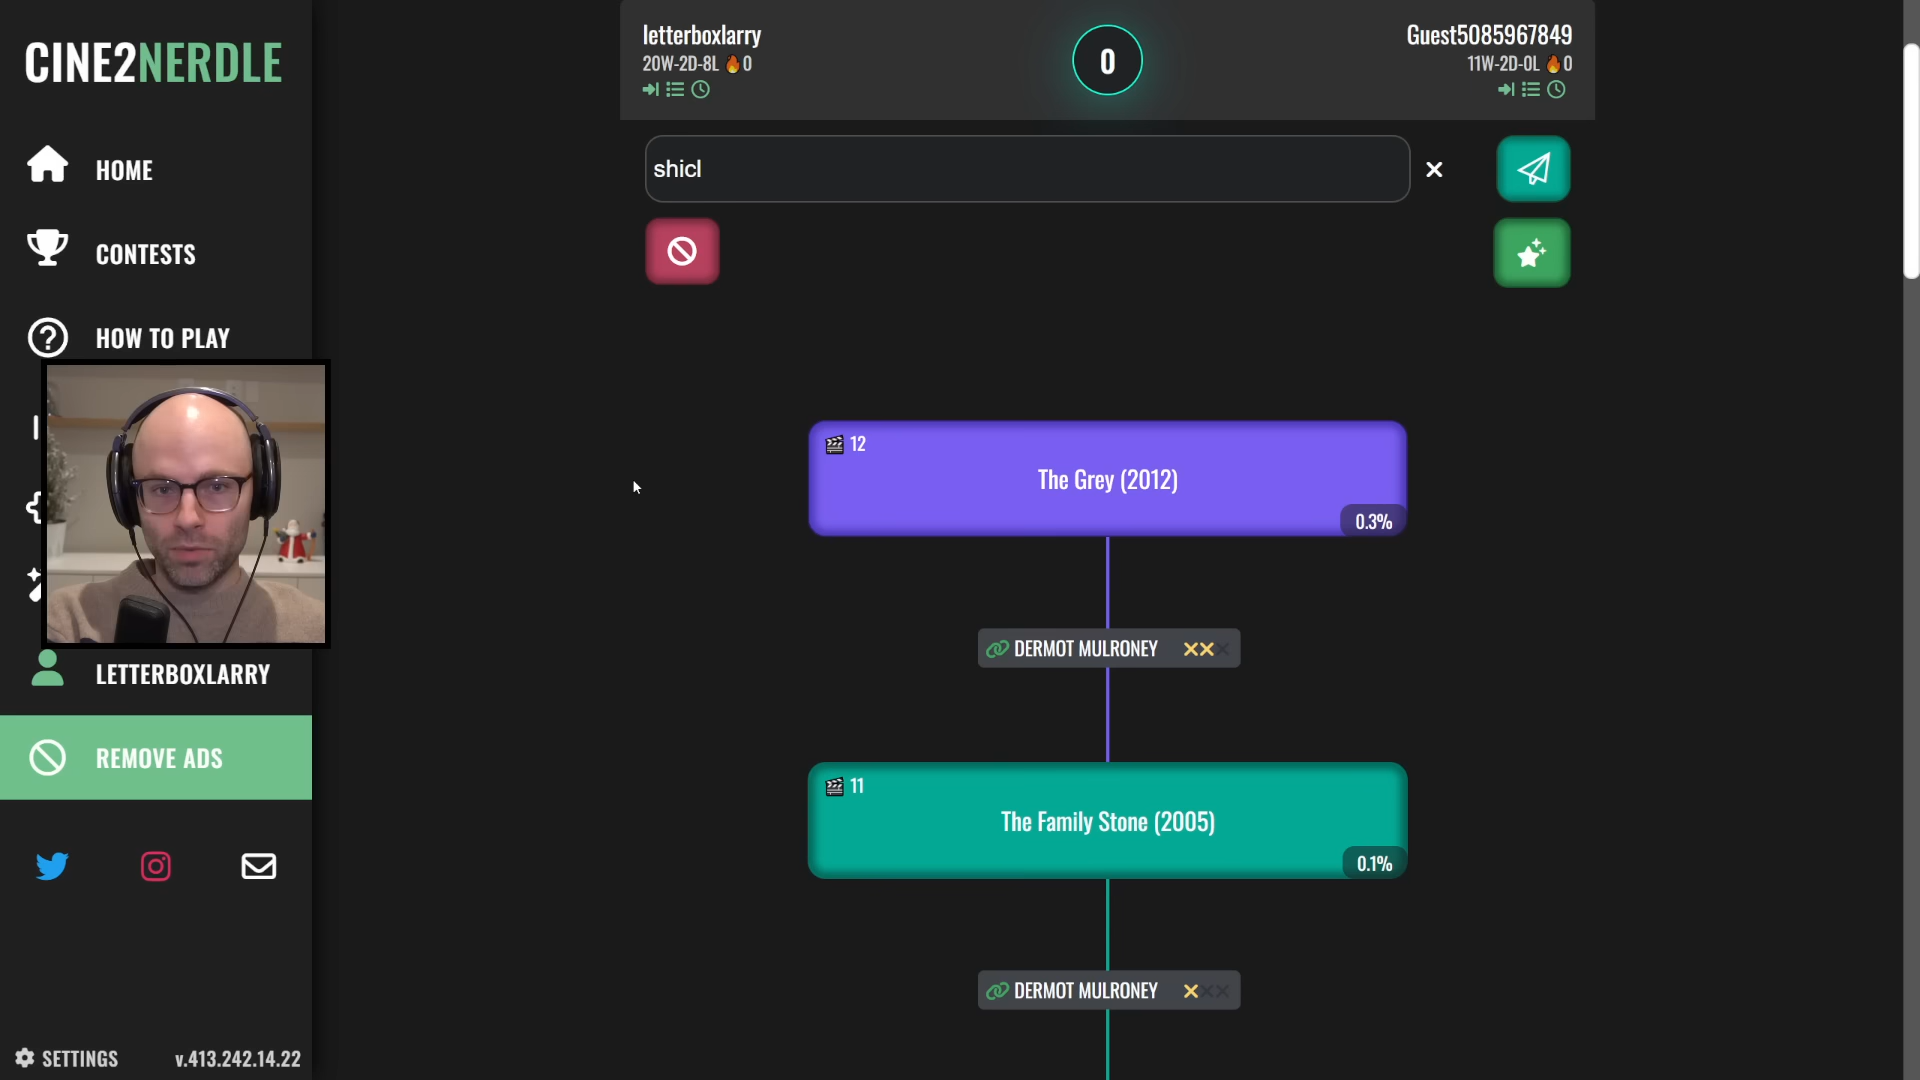 CINE2NERDLE
HOME
CONTESTS
HOW TO PLAY
LETTERBOXLARRY
REMOVE ADS
SETTINGS
v.413.242.14.22
letterboxlarry
20W-2D-8L 🔥0
0
Guest5085967849
11W-2D-0L 🔥0
shicl
12
The Grey (2012)
0.3%
DERMOT MULRONEY
11
The Family Stone (2005)
0.1%
DERMOT MULRONEY